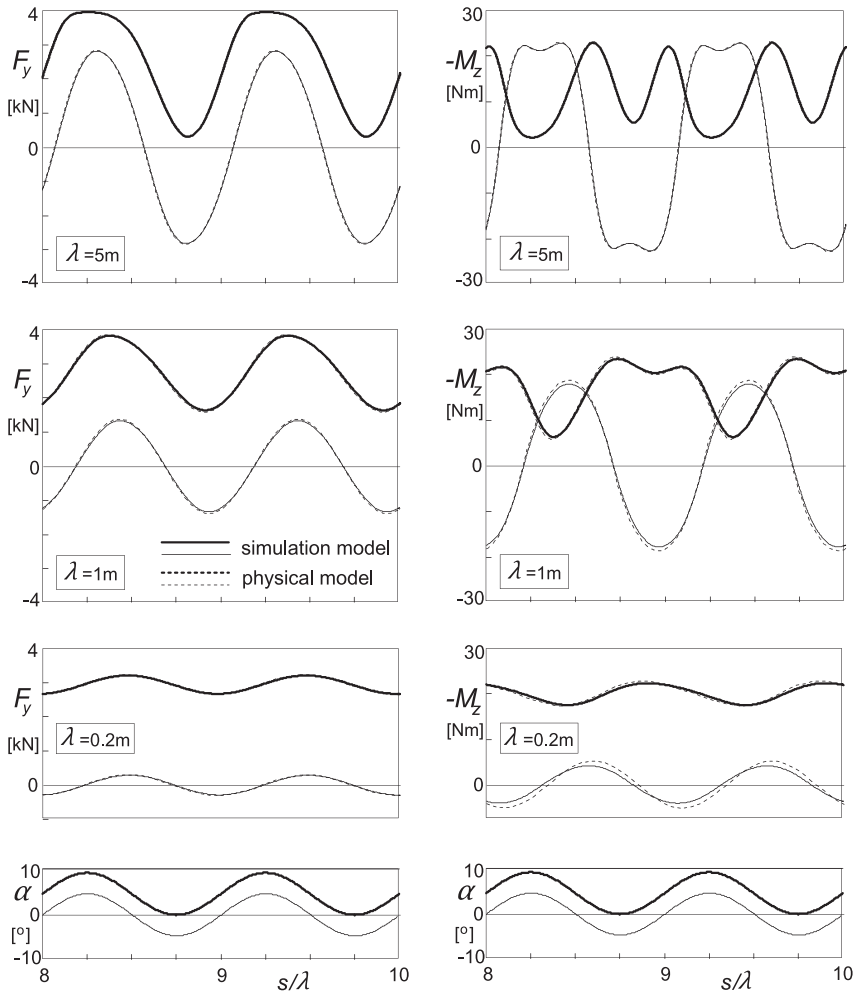 4
F_y
[kN]
0
λ=5m
-4
30
-M_z
[Nm]
0
λ=5m
-30
4
F_y
[kN]
0
simulation model
physical model
λ=1m
-4
30
-M_z
[Nm]
0
λ=1m
-30
4
F_y
[kN]
λ=0.2m
0
30
-M_z
[Nm]
λ=0.2m
0
10
α
0
[°]
-10
8
s/λ
9
10
10
α
0
[°]
-10
8
9
s/λ
10